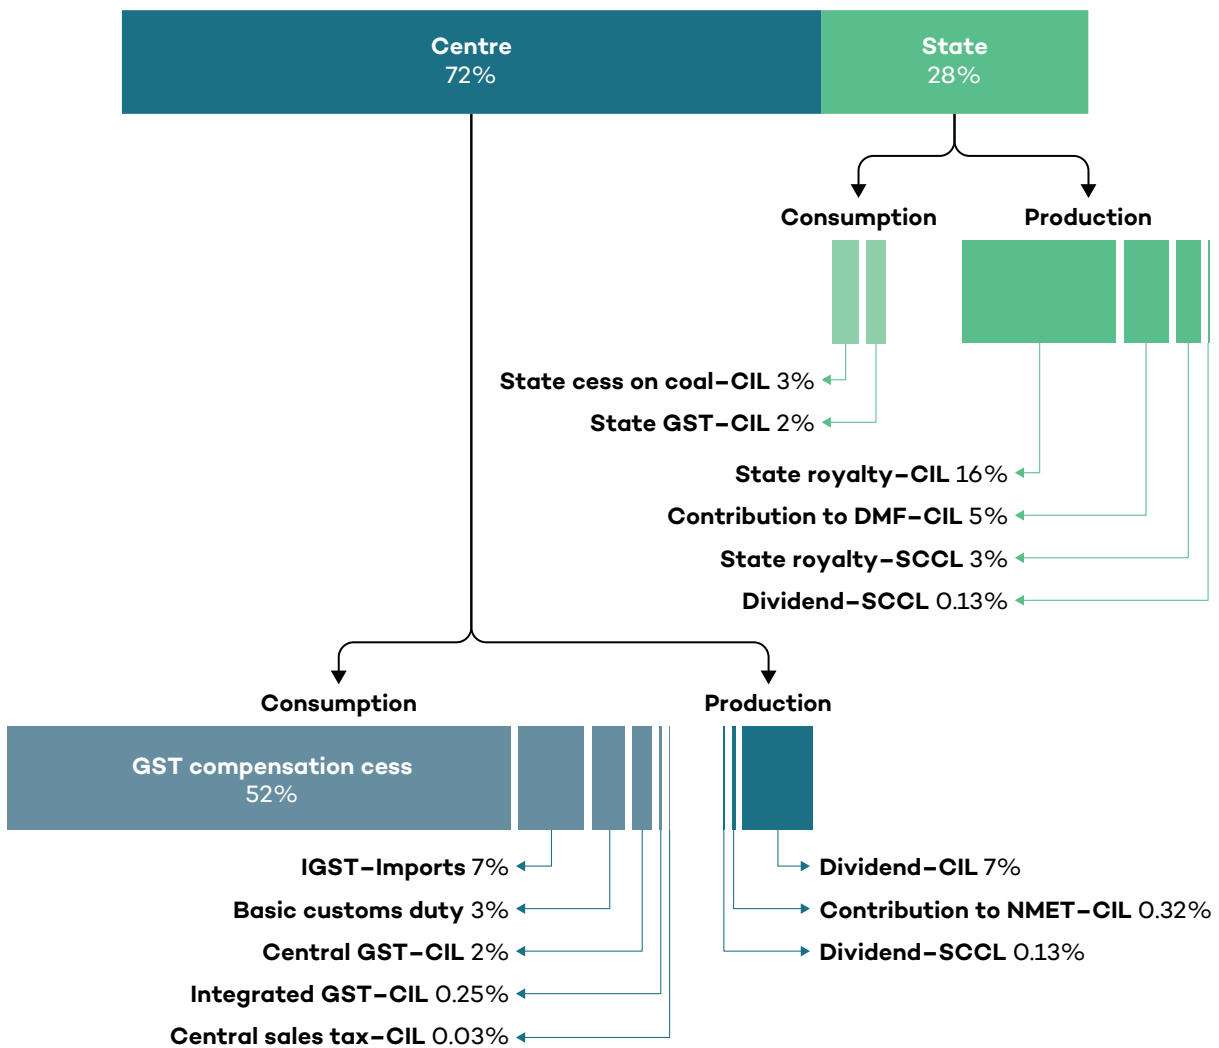 Centre
72%
State
28%
Consumption
Production
State cess on coal–CIL 3%
State GST–CIL 2%
State royalty–CIL 16%
Contribution to DMF–CIL 5%
State royalty–SCCL 3%
Dividend–SCCL 0.13%
Consumption
Production
GST compensation cess
52%
IGST–Imports 7%
Basic customs duty 3%
Central GST–CIL 2%
Integrated GST–CIL 0.25%
Central sales tax–CIL 0.03%
Dividend–CIL 7%
Contribution to NMET–CIL 0.32%
Dividend–SCCL 0.13%